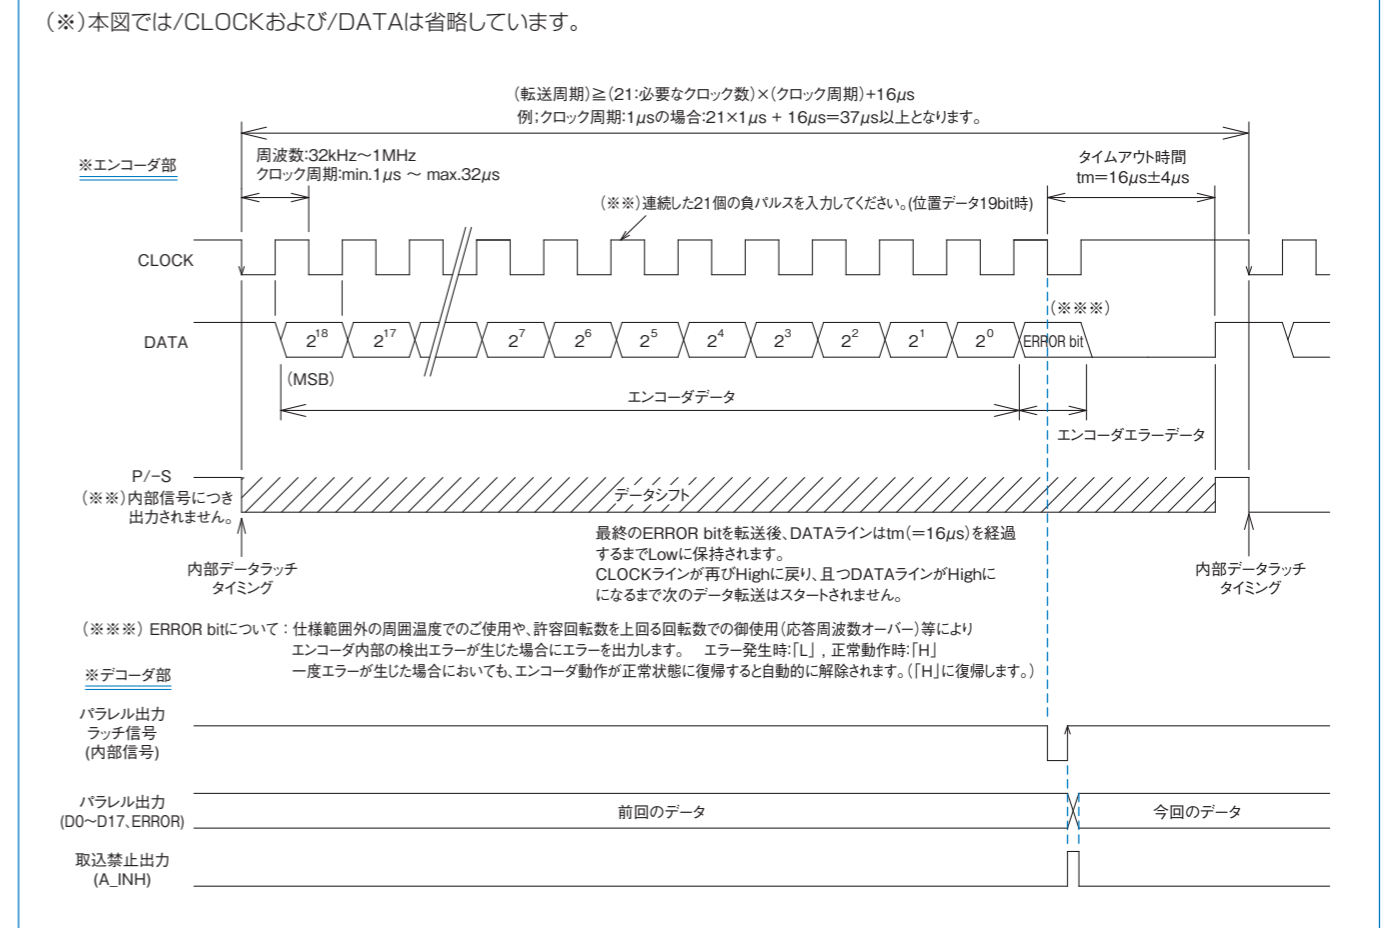 (※)本図では/CLOCKおよび/DATAは省略しています。
(転送周期)≧(21:必要なクロック数)×(クロック周期)+16μs
例;クロック周期:1μsの場合:21×1μs + 16μs=37μs以上となります。
※エンコーダ部
周波数:32kHz～1MHz
クロック周期:min.1μs ～ max.32μs
タイムアウト時間
tm=16μs±4μs
(※※)連続した21個の負パルスを入力してください。(位置データ19bit時)
CLOCK
(※※※)
DATA
2^18 2^17 2^7 2^6 2^5 2^4 2^3 2^2 2^1 2^0 ERROR bit
(MSB)
エンコーダデータ
エンコーダエラーデータ
P/-S
(※※)内部信号につき
出力されません。
データシフト
内部データラッチ
タイミング
最終のERROR bitを転送後、DATAラインはtm(=16μs)を経過
するまでLowに保持されます。
CLOCKラインが再びHighに戻り、且つDATAラインがHighに
になるまで次のデータ転送はスタートされません。
内部データラッチ
タイミング
(※※※) ERROR bitについて : 仕様範囲外の周囲温度でのご使用や、許容回転数を上回る回転数での御使用(応答周波数オーバー)等により
エンコーダ内部の検出エラーが生じた場合にエラーを出力します。 エラー発生時:「L」, 正常動作時:「H」
一度エラーが生じた場合においても、エンコーダ動作が正常状態に復帰すると自動的に解除されます。(「H」に復帰します。)
※デコーダ部
パラレル出力
ラッチ信号
(内部信号)
パラレル出力
(D0～D17、ERROR)
前回のデータ
今回のデータ
取込禁止出力
(A_INH)